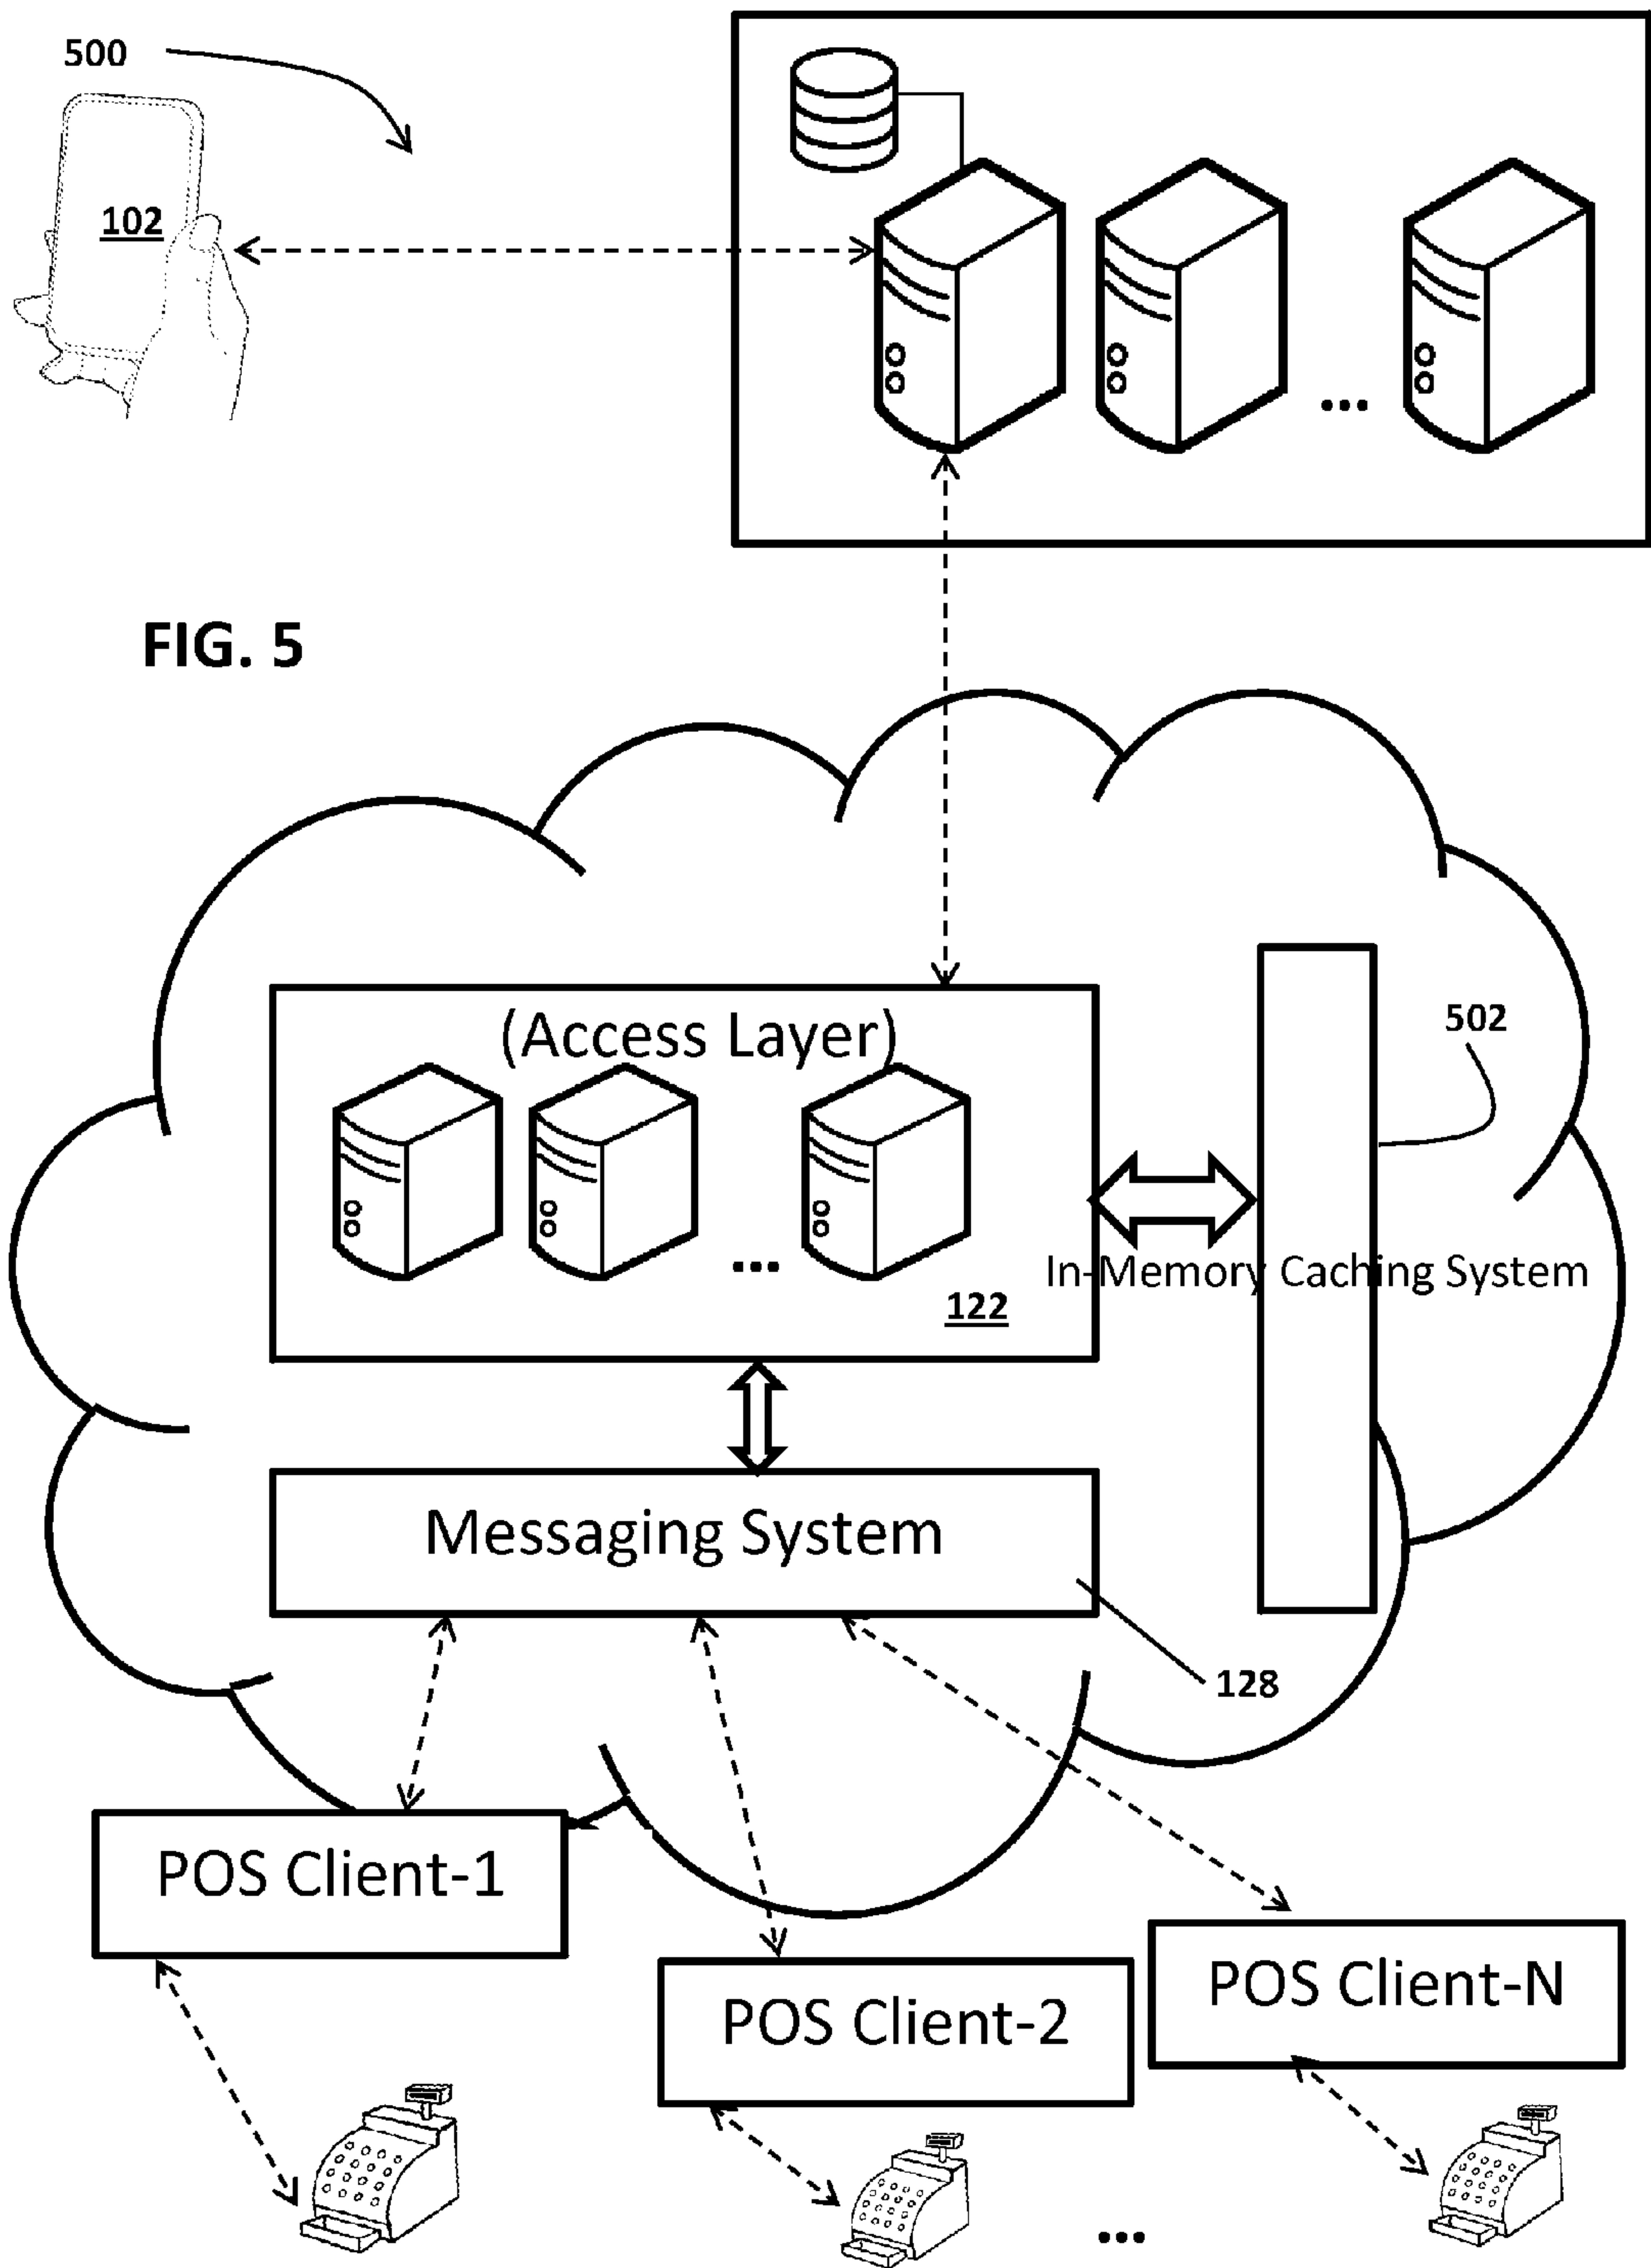 500
102
FIG. 5
(Access Layer)
...
502
In-Memory Caching System
...
122
Messaging System
128
POS Client-1
POS Client-2
POS Client-N
...